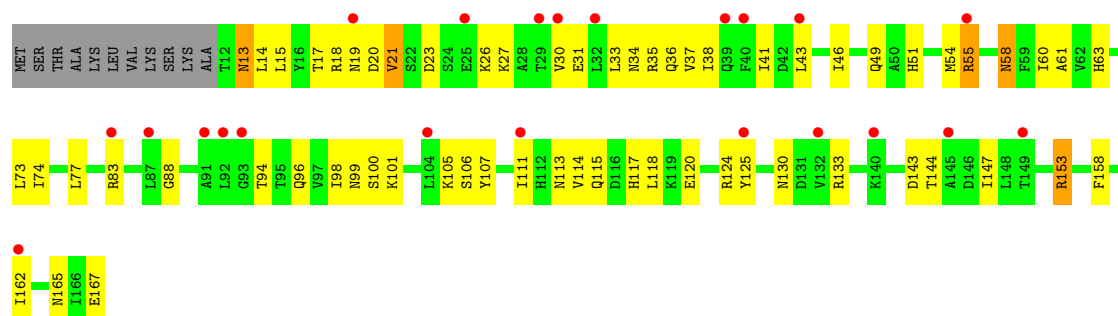 MET SER THR ALA LYS LEU VAL LYS SER LYS ALA T12 N13 L14 L15 Y16 T17 R18 N19 D20 V21 S22 D23 S24 E25 K26 K27 A28 T29 V30 E31 L32 L33 N34 R35 Q36 V37 I38 Q39 F40 I41 D42 L43 I46 Q49 A50 H51 M54 R55 N58 F59 I60 A61 V62 H63
L73 I74 L77 R83 L87 G88 A91 L92 G93 T94 T95 Q96 V97 I98 N99 S100 K101 L104 K105 S106 Y107 I111 H112 N113 V114 Q115 D116 H117 L118 K119 E120 R124 Y125 N130 D131 V132 R133 K140 D143 T144 A145 D146 I147 L148 T149 R153 F158
I162 N165 I166 E167